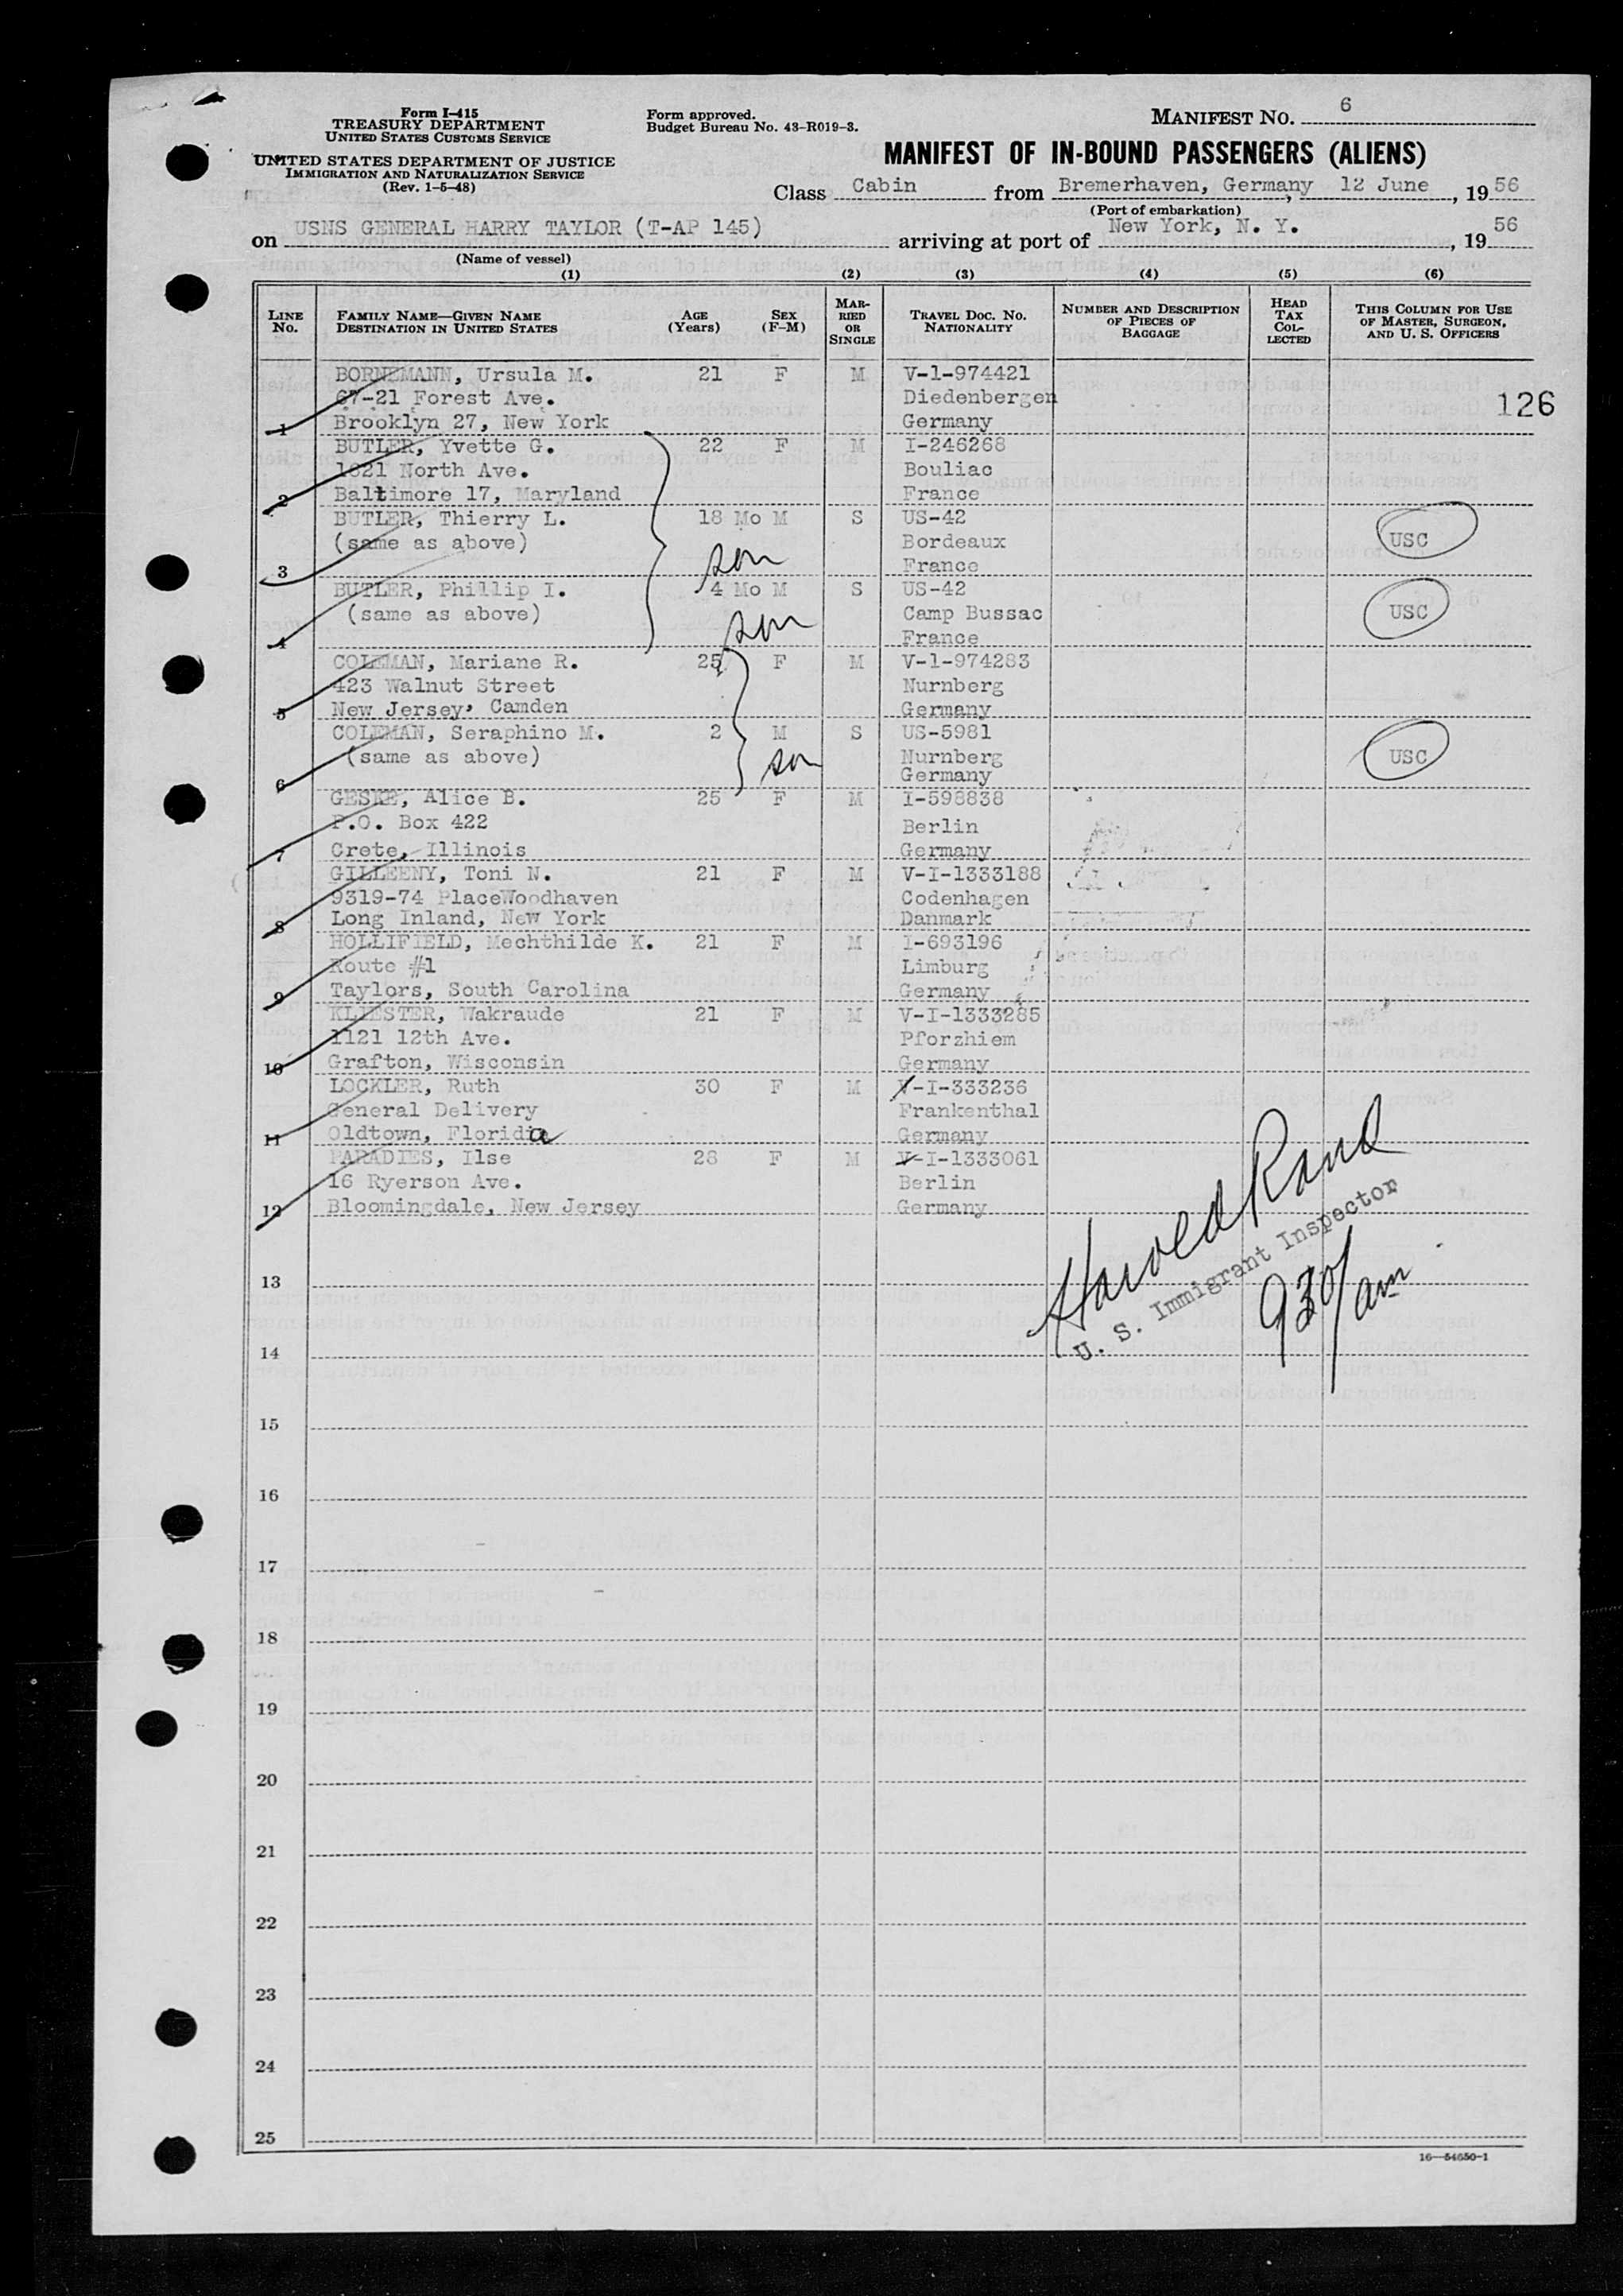 Form I-415
TREASURY DEPARTMENT
UNITED STATES CUSTOMS SERVICE
UNITED STATES DEPARTMENT OF JUSTICE
IMMIGRATION AND NATURALIZATION SERVICE
(Rev. 1-5-48)
Form approved.
Budget Bureau No. 43-R019-3.
MANIFEST No. 6
MANIFEST OF IN-BOUND PASSENGERS (ALIENS)
Class Cabin from Bremerhaven, Germany, 12 June, 1956
(Port of embarkation)
on USNS GENERAL HARRY TAYLOR (T-AP 145) arriving at port of New York, N. Y., 1956
(Name of vessel)
(1) (2) (3) (4) (5) (6)
LINE No. FAMILY NAME—GIVEN NAME DESTINATION IN UNITED STATES AGE (Years) SEX (F-M) MARRIED OR SINGLE TRAVEL DOC. NO. NATIONALITY NUMBER AND DESCRIPTION OF PIECES OF BAGGAGE HEAD TAX COLLECTED THIS COLUMN FOR USE OF MASTER, SURGEON, AND U. S. OFFICERS
BORNEMANN, Ursula M. 21 F M V-1-974421
67-21 Forest Ave. Diedenbergen 126
1 Brooklyn 27, New York Germany
BUTLER, Yvette G. 22 F M I-246268
1821 North Ave. Bouliac
2 Baltimore 17, Maryland France
BUTLER, Thierry L. 18 Mo M S US-42
(same as above) son Bordeaux USC
3 France
BUTLER, Phillip I. 4 Mo M S US-42
(same as above) son Camp Bussac USC
4 France
COLEMAN, Mariane R. 25 F M V-1-974283
423 Walnut Street Nurnberg
5 New Jersey, Camden Germany
COLEMAN, Seraphino M. 2 M S US-5981
(same as above) son Nurnberg USC
6 Germany
GESKE, Alice B. 25 F M I-598838
P.O. Box 422 Berlin
7 Crete, Illinois Germany
GILLEENY, Toni N. 21 F M V-I-1333188
9319-74 PlaceWoodhaven Codenhagen
8 Long Inland, New York Danmark
HOLLIFIELD, Mechthilde K. 21 F M I-693196
Route #1 Limburg
9 Taylors, South Carolina Germany
KLIESTER, Wakraude 21 F M V-I-1333285
1121 12th Ave. Pforzhiem
10 Grafton, Wisconsin Germany
LOCKLER, Ruth 30 F M V-I-333236
General Delivery Frankenthal
11 Oldtown, Florida Germany
PARADIES, Ilse 28 F M V-I-1333061
16 Ryerson Ave. Berlin
12 Bloomingdale, New Jersey Germany
Harold Rand
U. S. Immigrant Inspector
930/am
13
14
15
16
17
18
19
20
21
22
23
24
25
16—54650-1